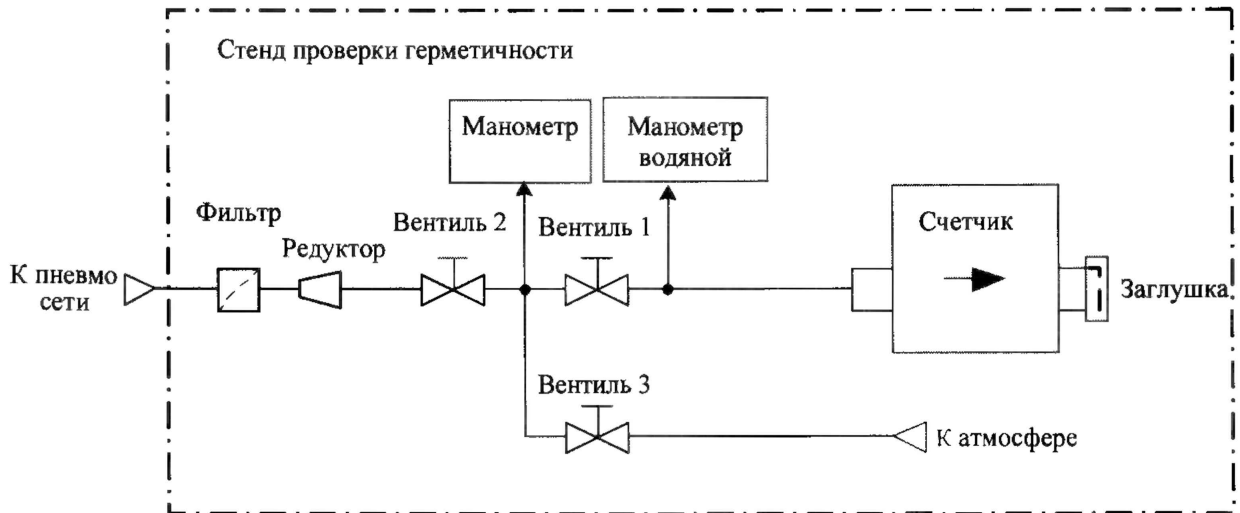 Стенд проверки герметичности
Манометр
Манометр
водяной
Фильтр
Редуктор
Вентиль 2
Вентиль 1
Счетчик
К пневмо
сети
Заглушка
Вентиль 3
К атмосфере